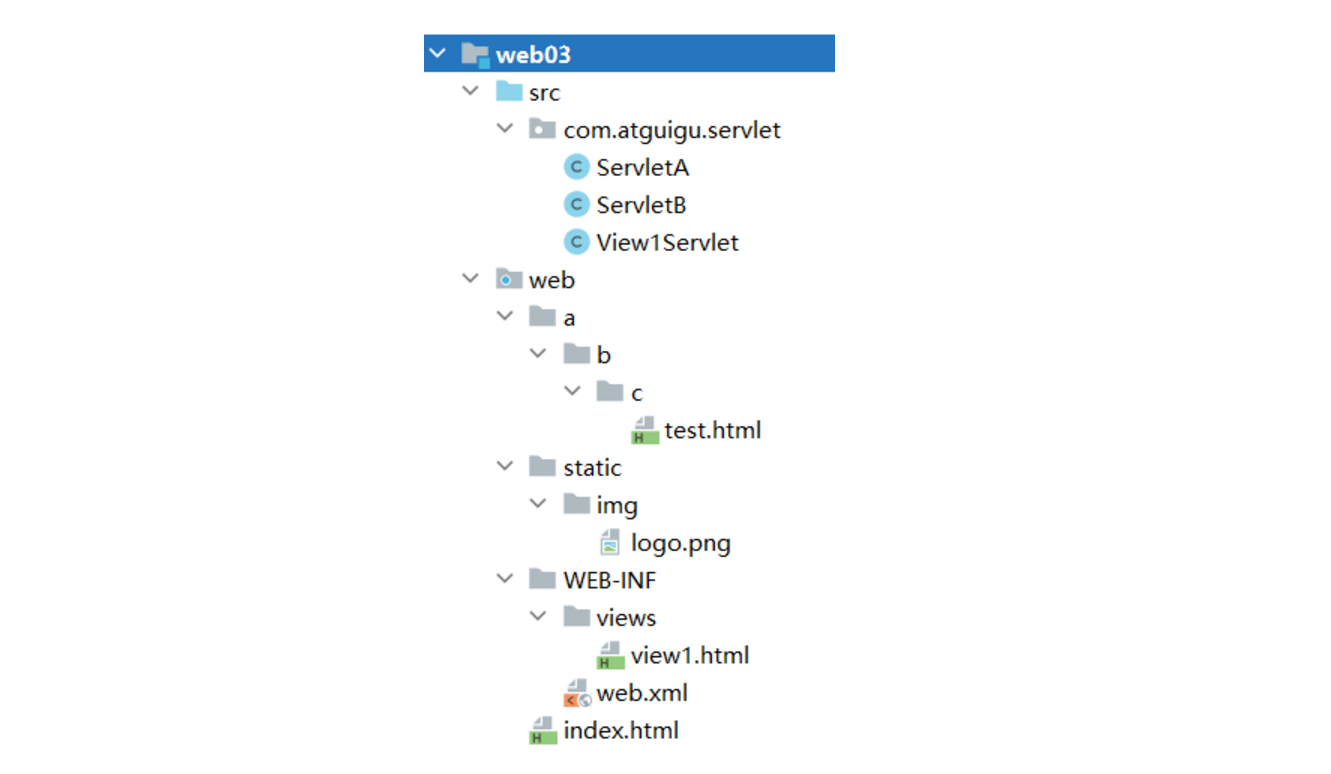 web03
src
com.atguigu.servlet
C ServletA
C ServletB
C View1Servlet
web
a
b
c
H test.html
static
img
logo.png
WEB-INF
views
H view1.html
web.xml
H index.html